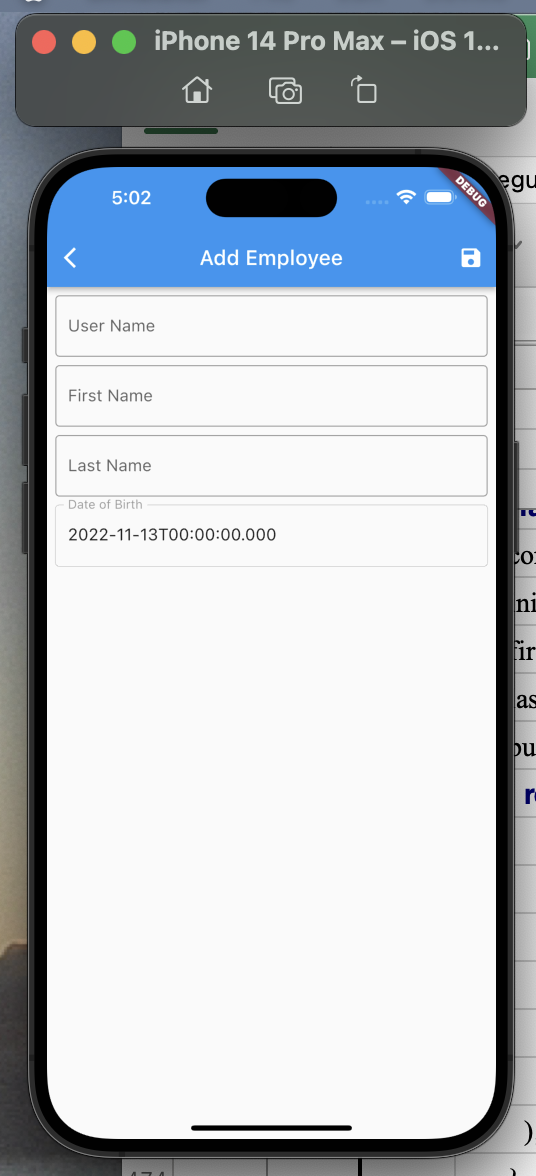 iPhone 14 Pro Max – iOS 1...
5:02
DEBUG
Add Employee
User Name
First Name
Last Name
Date of Birth
2022-11-13T00:00:00.000
)